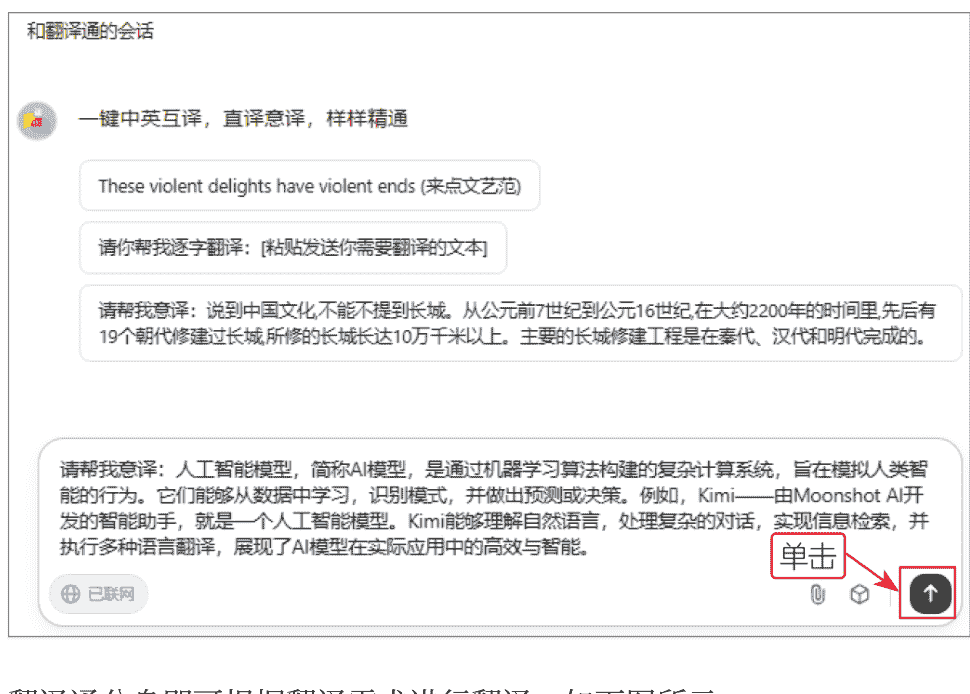 和翻译通的会话
一键中英互译，直译意译，样样精通
These violent delights have violent ends (来点文艺范)
请你帮我逐字翻译：[粘贴发送你需要翻译的文本]
请帮我意译：说到中国文化,不能不提到长城。从公元前7世纪到公元16世纪,在大约2200年的时间里,先后有
19个朝代修建过长城,所修的长城长达10万千米以上。主要的长城修建工程是在秦代、汉代和明代完成的。
请帮我意译：人工智能模型，简称AI模型，是通过机器学习算法构建的复杂计算系统，旨在模拟人类智
能的行为。它们能够从数据中学习，识别模式，并做出预测或决策。例如，Kimi——由Moonshot AI开
发的智能助手，就是一个人工智能模型。Kimi能够理解自然语言，处理复杂的对话，实现信息检索，并
执行多种语言翻译，展现了AI模型在实际应用中的高效与智能。
单击
已联网